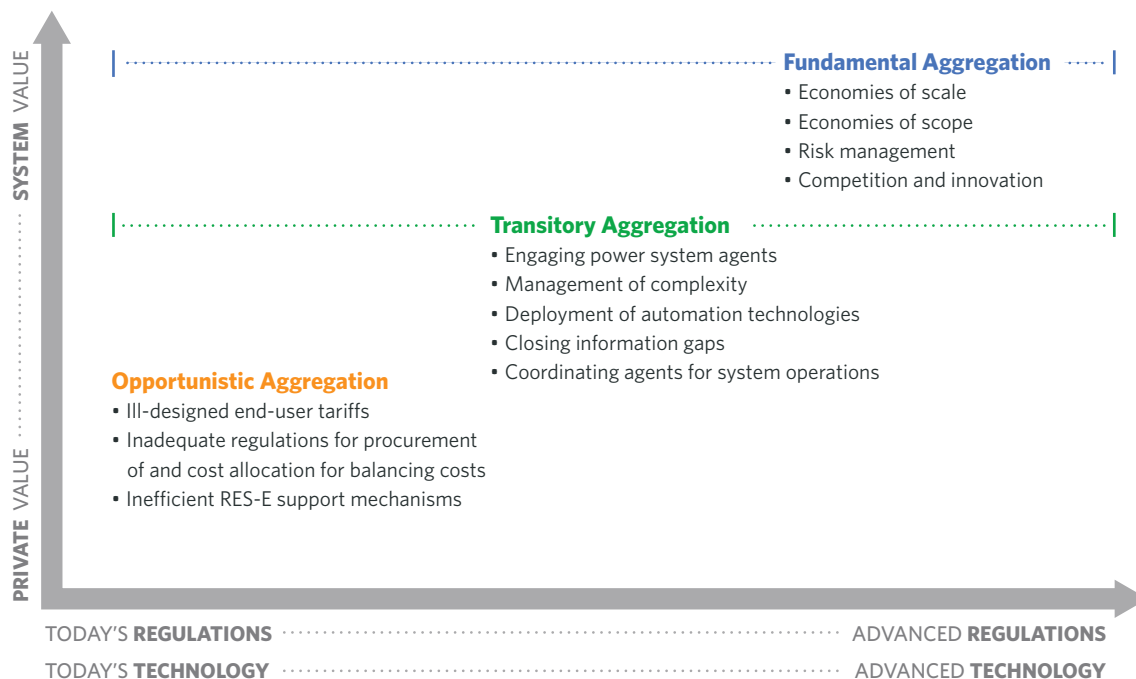 SYSTEM VALUE
PRIVATE VALUE
Fundamental Aggregation
• Economies of scale
• Economies of scope
• Risk management
• Competition and innovation
Transitory Aggregation
• Engaging power system agents
• Management of complexity
• Deployment of automation technologies
• Closing information gaps
• Coordinating agents for system operations
Opportunistic Aggregation
• Ill-designed end-user tariffs
• Inadequate regulations for procurement
of and cost allocation for balancing costs
• Inefficient RES-E support mechanisms
TODAY'S REGULATIONS ADVANCED REGULATIONS
TODAY'S TECHNOLOGY ADVANCED TECHNOLOGY